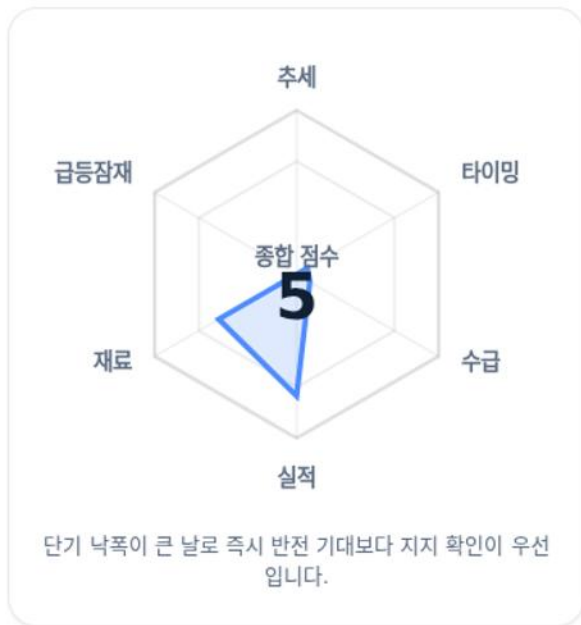 추세
급등잠재
타이밍
종합 점수
5
재료
수급
실적
단기 낙폭이 큰 날로 즉시 반전 기대보다 지지 확인이 우선
입니다.